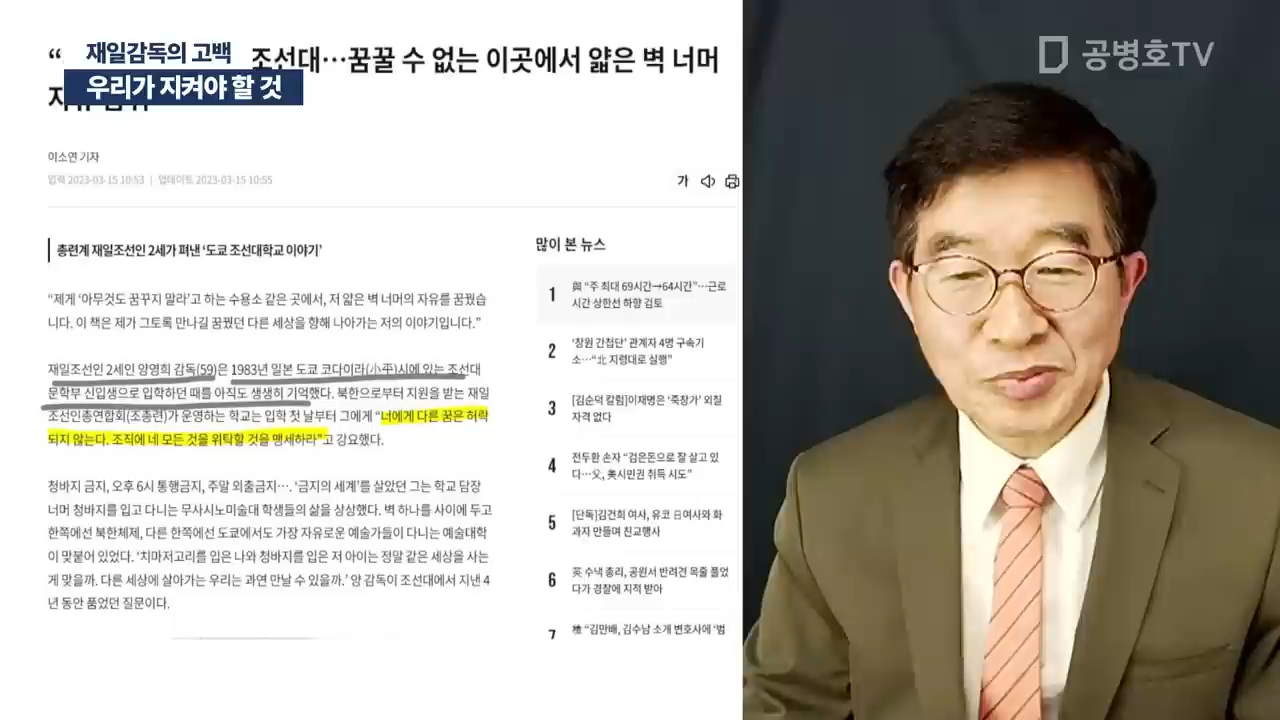 재일감독의 고백
우리가 지켜야 할 것
“ 조선대…꿈꿀 수 없는 이곳에서 얇은 벽 너머
공병호TV
이소연 기자
입력 2023-03-15 10:53 | 업데이트 2023-03-15 10:55
가
총련계 재일조선인 2세가 펴낸 ‘도쿄 조선대학교 이야기’
“제게 ‘아무것도 꿈꾸지 말라’고 하는 수용소 같은 곳에서, 저 얇은 벽 너머의 자유를 꿈꿨습
니다. 이 책은 제가 그토록 만나길 꿈꿨던 다른 세상을 향해 나아가는 저의 이야기입니다.”
재일조선인 2세인 양영희 감독(59)은 1983년 일본 도쿄 코다이라(小平)시에 있는 조선대
문학부 신입생으로 입학하던 때를 아직도 생생히 기억했다. 북한으로부터 지원을 받는 재일
조선인총연합회(조총련)가 운영하는 학교는 입학 첫 날부터 그에게 “너에게 다른 꿈은 허락
되지 않는다. 조직에 네 모든 것을 위탁할 것을 맹세하라”고 강요했다.
청바지 금지, 오후 6시 통행금지, 주말 외출금지…. ‘금지의 세계’를 살았던 그는 학교 담장
너머 청바지를 입고 다니는 무사시노미술대 학생들의 삶을 상상했다. 벽 하나를 사이에 두고
한쪽에선 북한체제, 다른 한쪽에선 도쿄에서도 가장 자유로운 예술가들이 다니는 예술대학
이 맞붙어 있었다. ‘치마저고리를 입은 나와 청바지를 입은 저 아이는 정말 같은 세상을 사는
게 맞을까. 다른 세상에 살아가는 우리는 과연 만날 수 있을까.’ 양 감독이 조선대에서 지낸 4
년 동안 품었던 질문이다.
많이 본 뉴스
1 與 “주 최대 69시간→64시간”…근로
시간 상한선 하향 검토
2 ‘창원 간첩단’ 관계자 4명 구속기
소…“北 지령대로 실행”
3 [김순덕 칼럼]이재명은 ‘죽창가’ 외칠
자격 없다
4 전두환 손자 “검은돈으로 잘 살고 있
다…父, 美시민권 취득 시도”
5 [단독]김건희 여사, 유코 日여사와 화
과자 만들며 친교행사
6 英 수낵 총리, 공원서 반려견 목줄 풀었
다가 경찰에 지적 받아
7 檢 “김만배, 김수남 소개 변호사에 ‘범